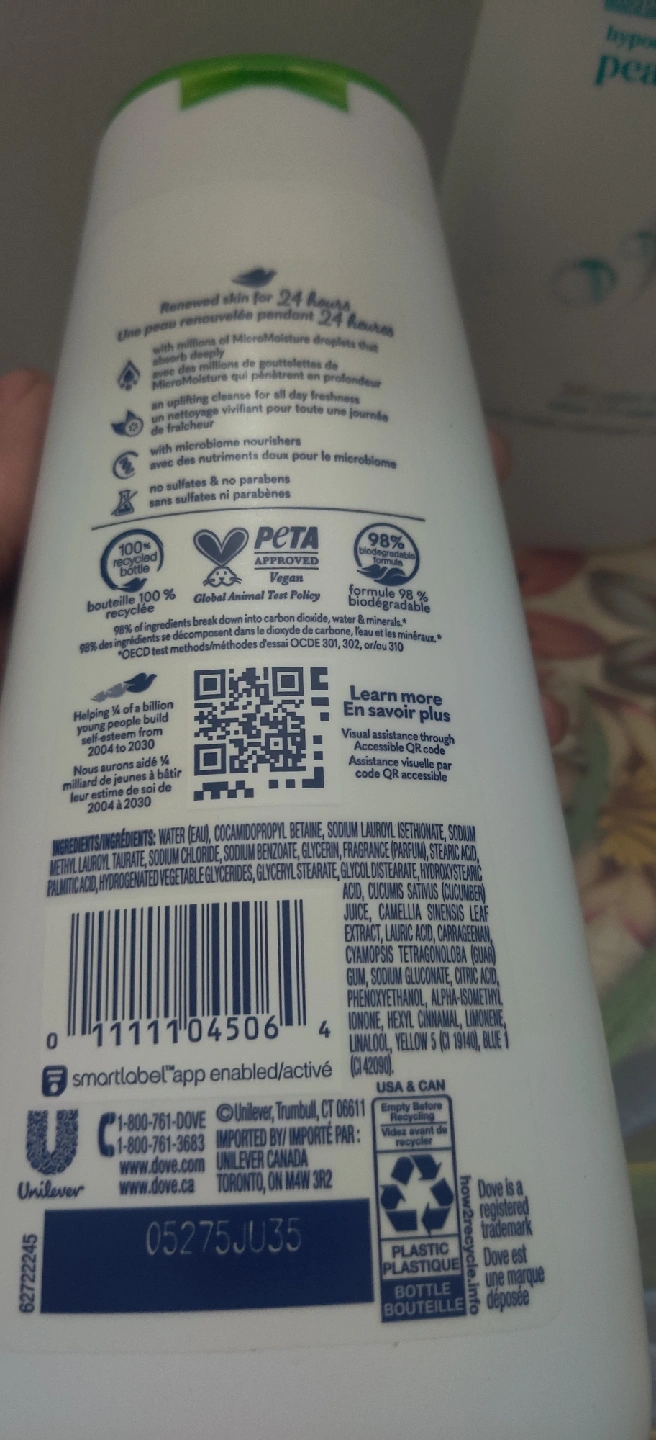 hypo
pea
Renewed skin for 24 hours
Une peau renouvelée pendant 24 heures
with millions of MicroMoisture droplets that
absorb deeply
avec des millions de gouttelettes de
MicroMoisture qui pénètrent en profondeur
an uplifting cleanse for all day freshness
un nettoyage vivifiant pour toute une journée
de fraîcheur
with microbiome nourishers
avec des nutriments doux pour le microbiome
no sulfates & no parabens
sans sulfates ni parabènes
100%
recycled
bottle
bouteille 100 %
recyclée
PETA
APPROVED
Vegan
Global Animal Test Policy
98%
biodegradable
formula
formule 98 %
biodégradable
98% of ingredients break down into carbon dioxide, water & minerals.*
98% des ingrédients se décomposent dans le dioxyde de carbone, l'eau et les minéraux.*
*OECD test methods/méthodes d'essai OCDE 301, 302, or/ou 310
Helping ¼ of a billion
young people build
self-esteem from
2004 to 2030
Nous aurons aidé ¼
milliard de jeunes à bâtir
leur estime de soi de
2004 à 2030
Learn more
En savoir plus
Visual assistance through
Accessible QR code
Assistance visuelle par
code QR accessible
INGREDIENTS/INGRÉDIENTS: WATER (EAU), COCAMIDOPROPYL BETAINE, SODIUM LAUROYL ISETHIONATE, SODIUM
METHYL LAUROYL TAURATE, SODIUM CHLORIDE, SODIUM BENZOATE, GLYCERIN, FRAGRANCE (PARFUM), STEARIC ACID,
PALMITIC ACID, HYDROGENATED VEGETABLE GLYCERIDES, GLYCERYL STEARATE, GLYCOL DISTEARATE, HYDROXYSTEARIC
ACID, CUCUMIS SATIVUS (CUCUMBER)
JUICE, CAMELLIA SINENSIS LEAF
EXTRACT, LAURIC ACID, CARRAGEENAN,
CYAMOPSIS TETRAGONOLOBA (GUAR)
GUM, SODIUM GLUCONATE, CITRIC ACID,
PHENOXYETHANOL, ALPHA-ISOMETHYL
IONONE, HEXYL CINNAMAL, LIMONENE,
LINALOOL, YELLOW 5 (CI 19140), BLUE 1
(CI 42090).
0 11111 04506 4
smartlabel™ app enabled/activé
Unilever
1-800-761-DOVE
1-800-761-3683
www.dove.com
www.dove.ca
©Unilever, Trumbull, CT 06611
IMPORTED BY/ IMPORTÉ PAR :
UNILEVER CANADA
TORONTO, ON M4W 3R2
USA & CAN
Empty Before
Recycling
Videz avant de
recycler
PLASTIC
PLASTIQUE
BOTTLE
BOUTEILLE
how2recycle.info
Dove is a
registered
trademark
Dove est
une marque
déposée
62722245
05275JU35